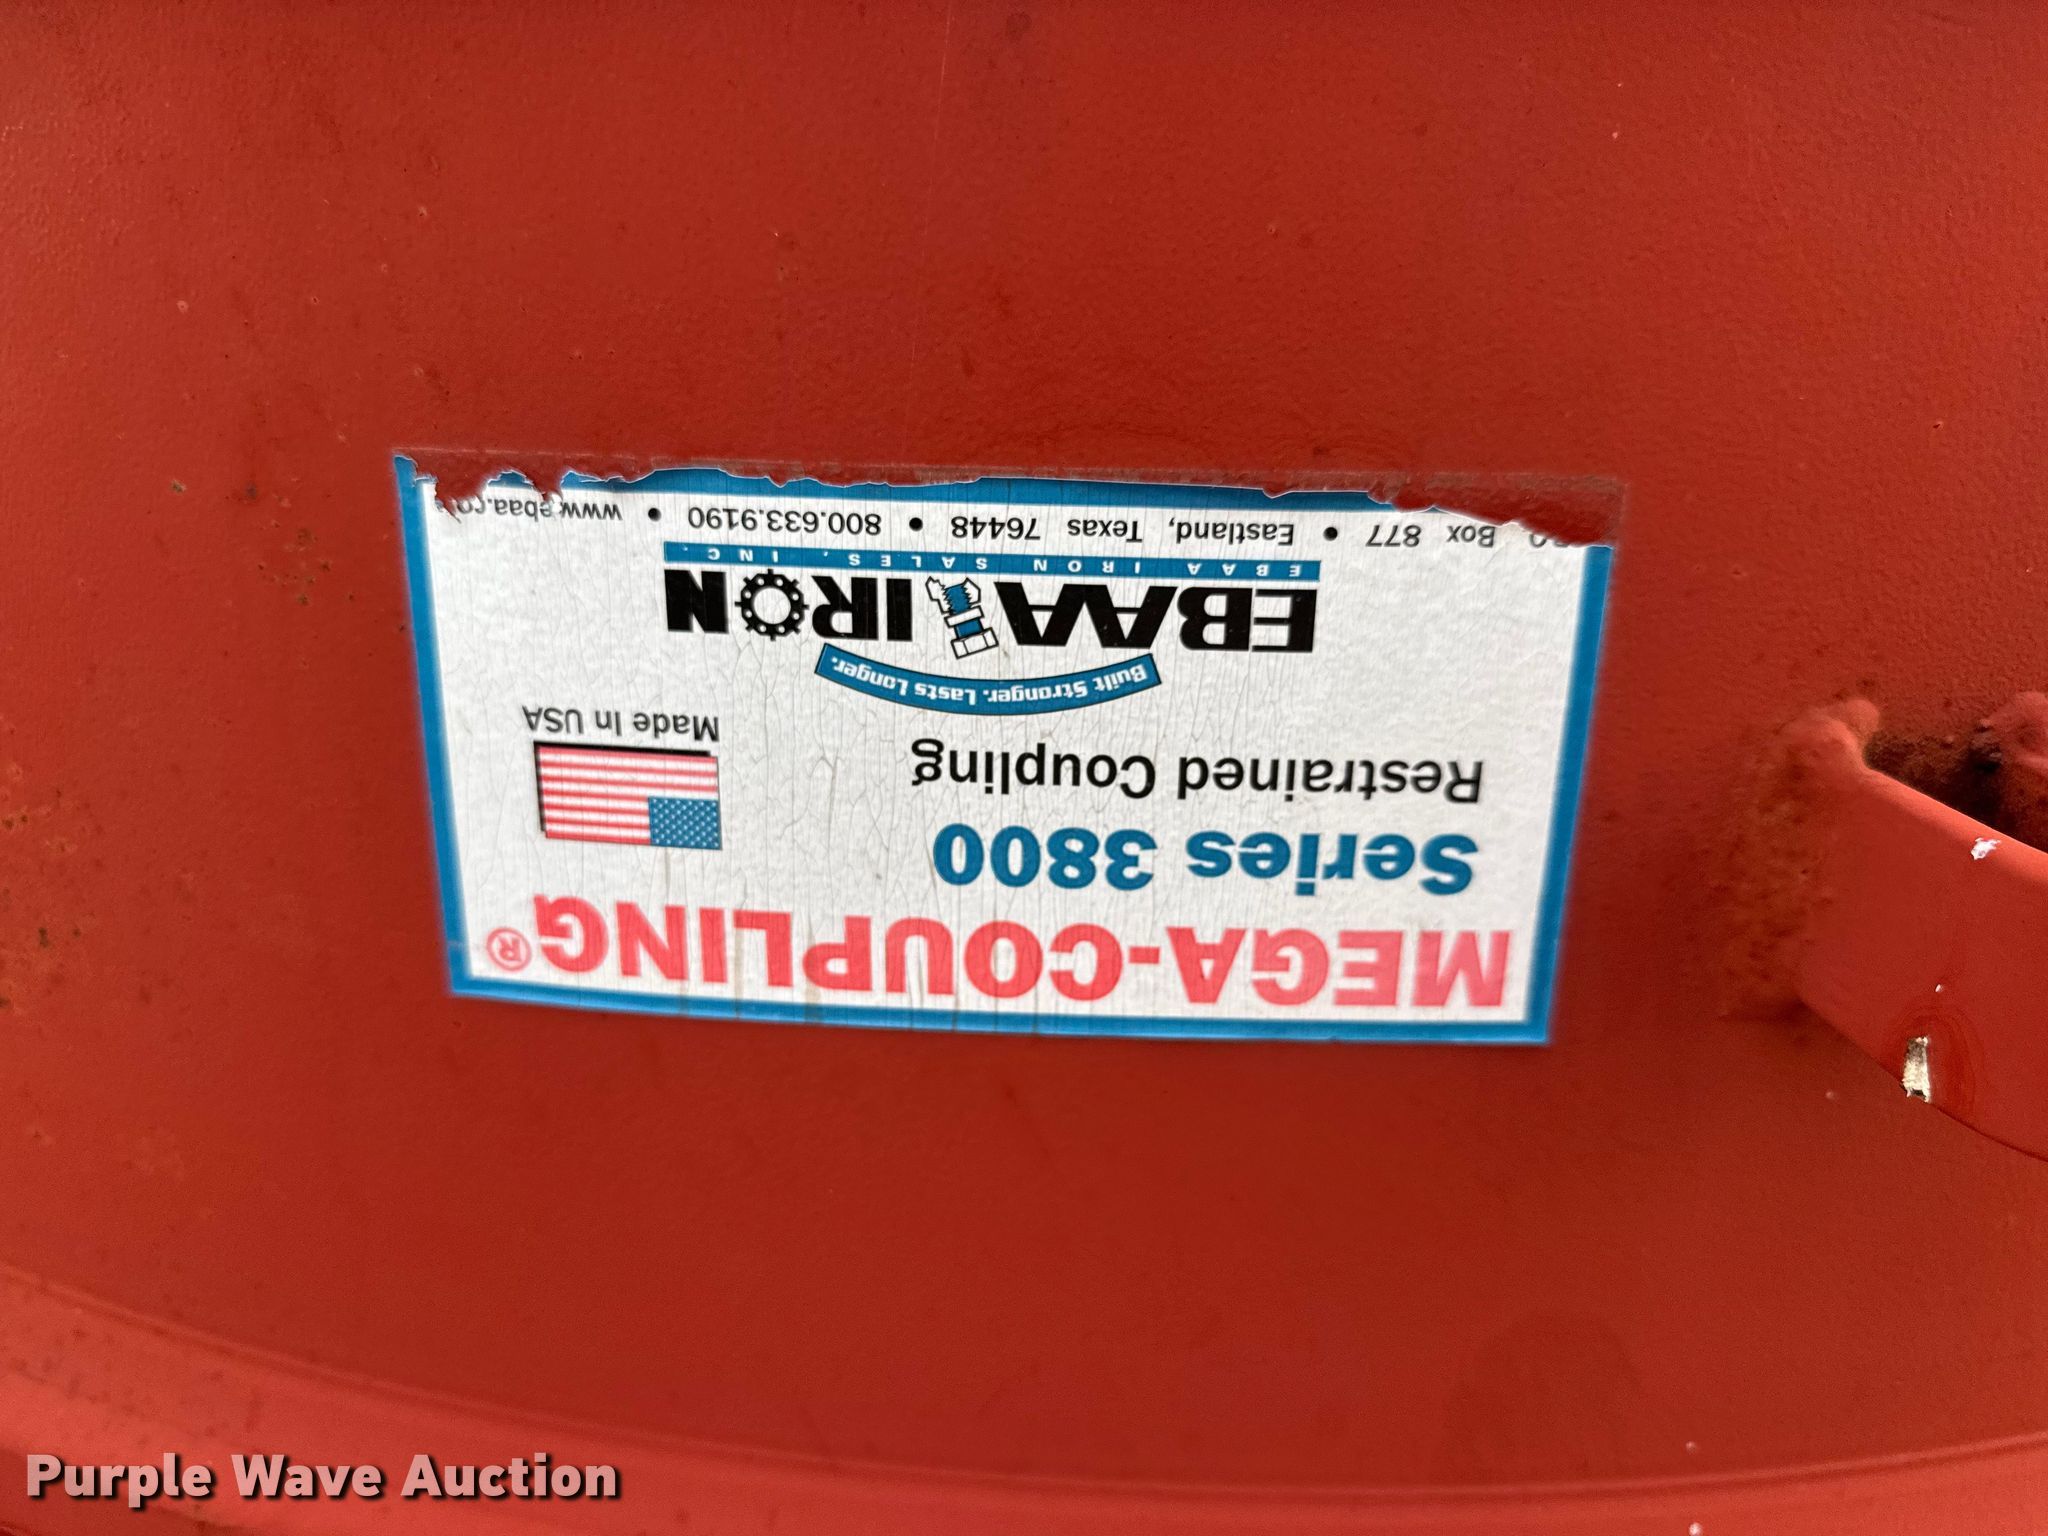 MEGA-COUPLING®
Series 3800
Restrained Coupling
Made In USA
Built Stronger. Lasts Longer.
EBAA IRON
EBAA IRON SALES, INC.
Box 877 • Eastland, Texas 76448 • 800.633.9190 • www.ebaa.co
Purple Wave Auction